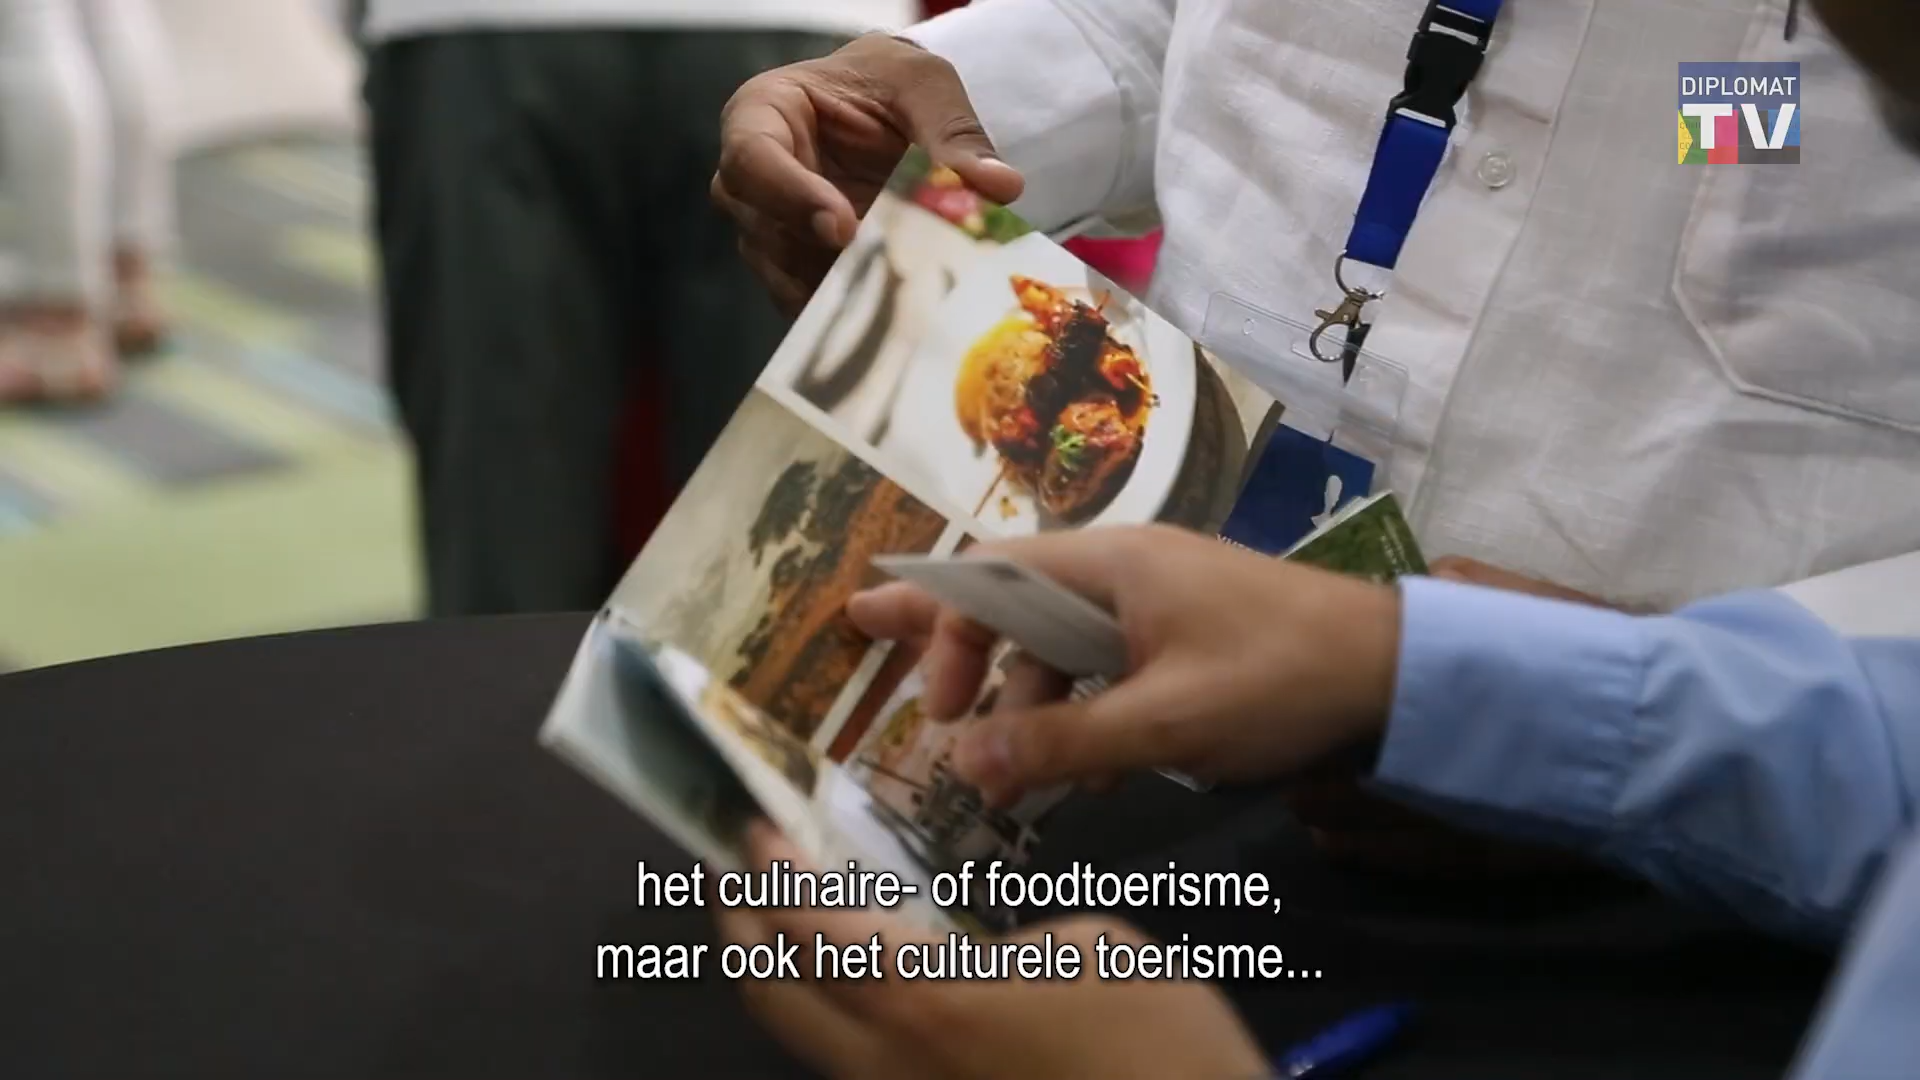 DIPLOMAT
TV
het culinaire- of foodtoerisme,
maar ook het culturele toerisme...